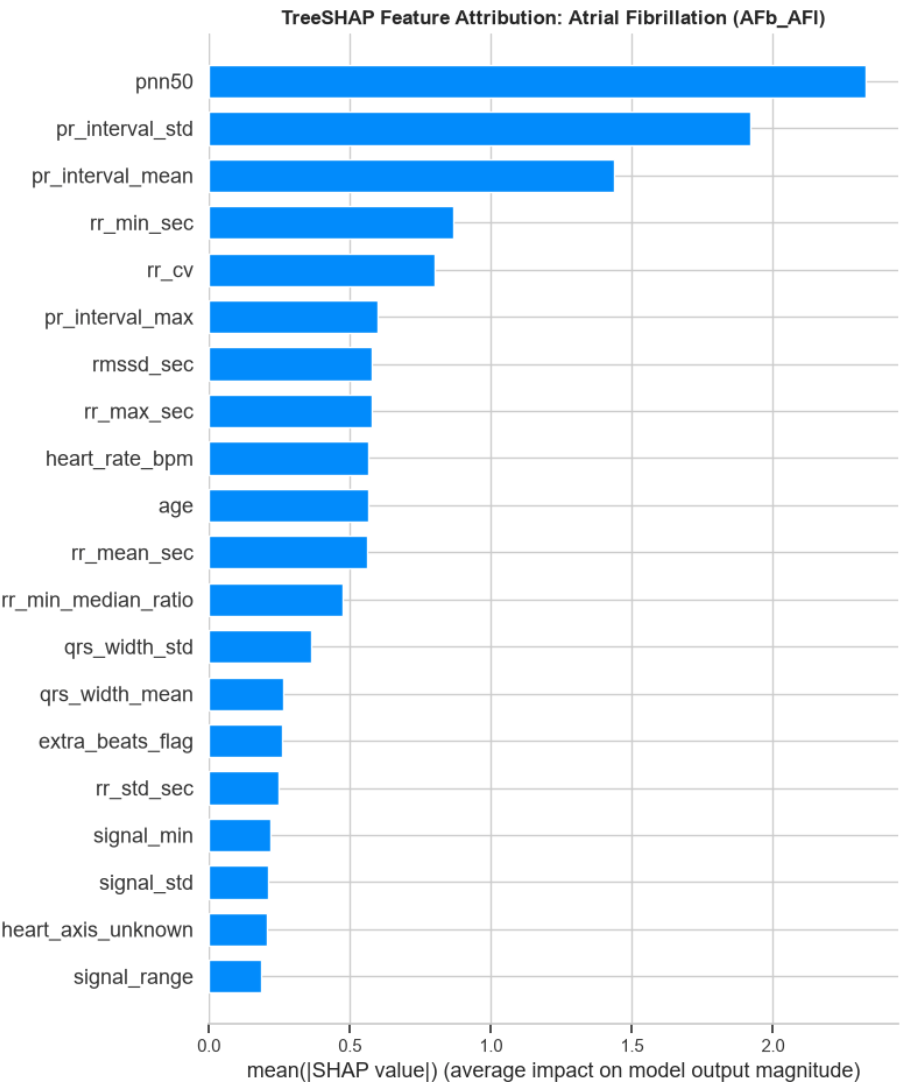 TreeSHAP Feature Attribution: Atrial Fibrillation (AFb_AFl)
pnn50
pr_interval_std
pr_interval_mean
rr_min_sec
rr_cv
pr_interval_max
rmssd_sec
rr_max_sec
heart_rate_bpm
age
rr_mean_sec
rr_min_median_ratio
qrs_width_std
qrs_width_mean
extra_beats_flag
rr_std_sec
signal_min
signal_std
heart_axis_unknown
signal_range
0.0 0.5 1.0 1.5 2.0
mean(|SHAP value|) (average impact on model output magnitude)